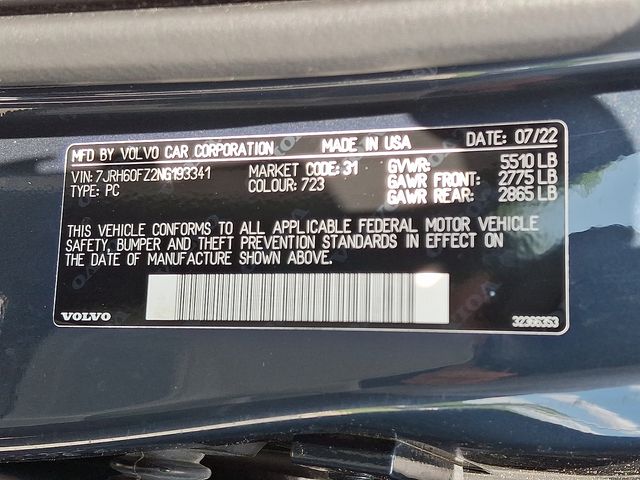 MFD BY VOLVO CAR CORPORATION MADE IN USA DATE: 07/22
VIN: 7JRH60FZ2NG193341 MARKET CODE: 31 GVWR: 5510 LB
TYPE: PC COLOUR: 723 GAWR FRONT: 2775 LB
GAWR REAR: 2865 LB
THIS VEHICLE CONFORMS TO ALL APPLICABLE FEDERAL MOTOR VEHICLE
SAFETY, BUMPER AND THEFT PREVENTION STANDARDS IN EFFECT ON
THE DATE OF MANUFACTURE SHOWN ABOVE.
VOLVO 32366353